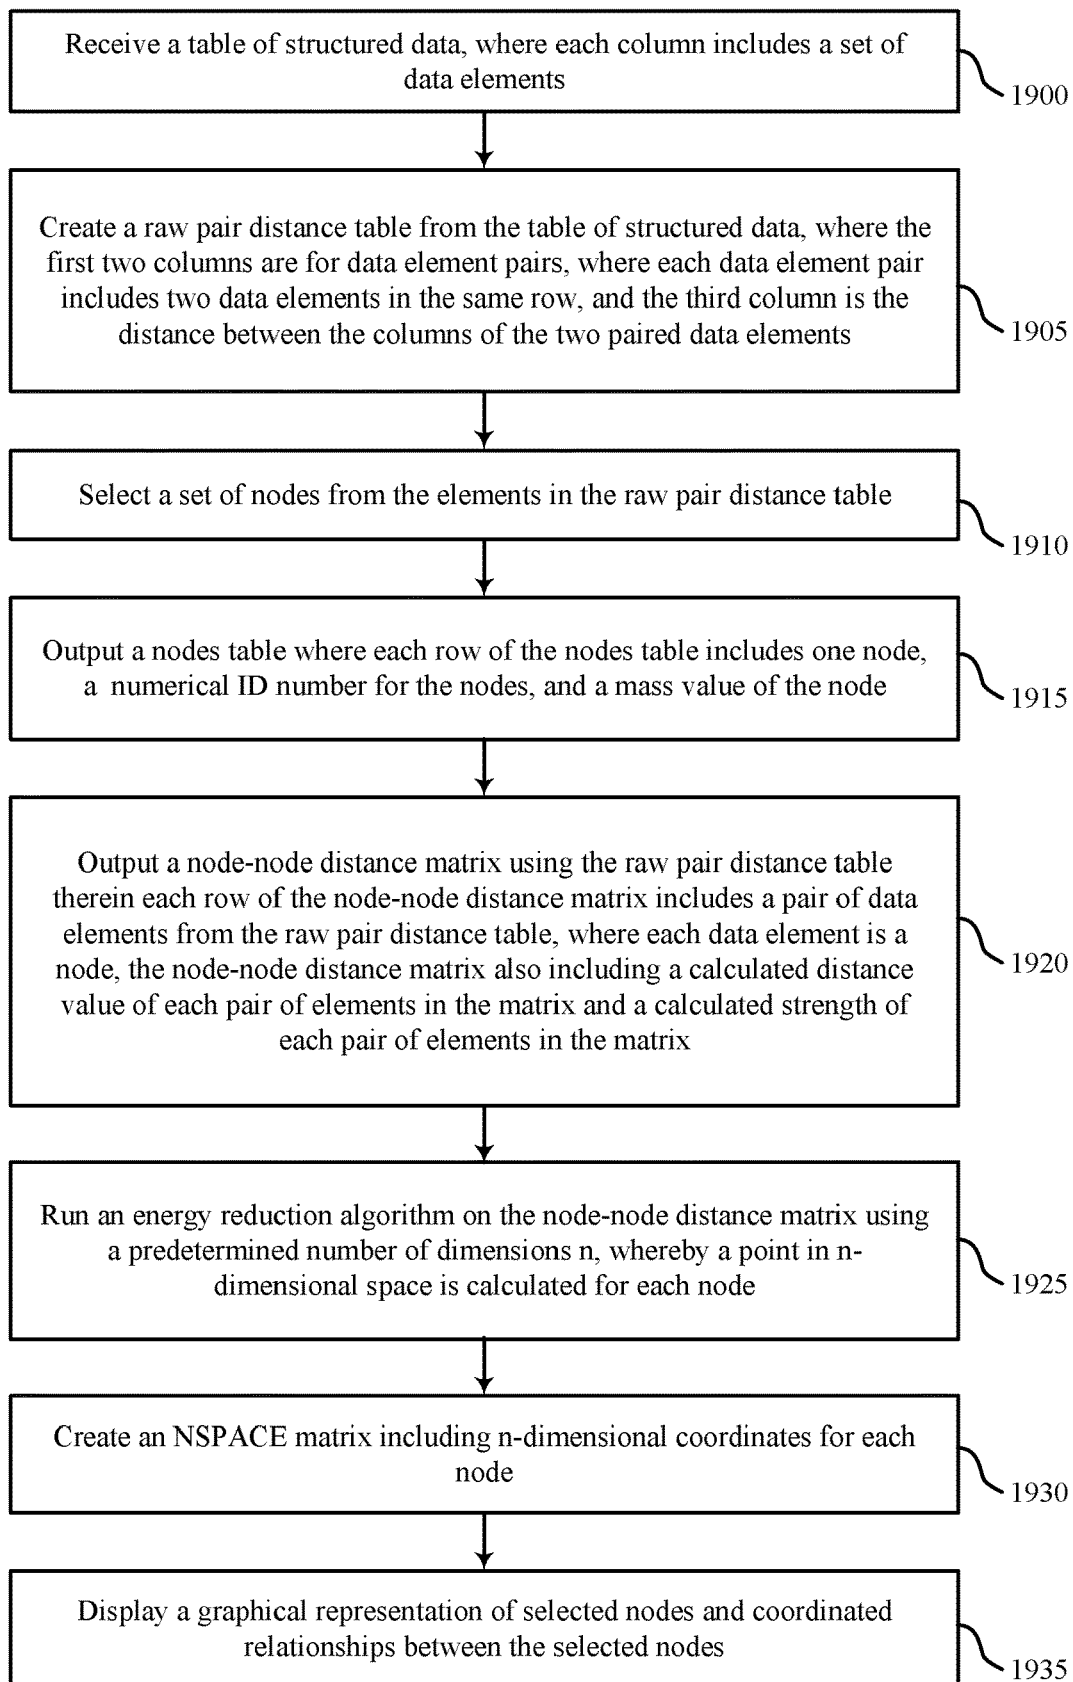 Receive a table of structured data, where each column includes a set of
data elements
1900
Create a raw pair distance table from the table of structured data, where the
first two columns are for data element pairs, where each data element pair
includes two data elements in the same row, and the third column is the
distance between the columns of the two paired data elements
1905
Select a set of nodes from the elements in the raw pair distance table
1910
Output a nodes table where each row of the nodes table includes one node,
a numerical ID number for the nodes, and a mass value of the node
1915
Output a node-node distance matrix using the raw pair distance table
therein each row of the node-node distance matrix includes a pair of data
elements from the raw pair distance table, where each data element is a
node, the node-node distance matrix also including a calculated distance
value of each pair of elements in the matrix and a calculated strength of
each pair of elements in the matrix
1920
Run an energy reduction algorithm on the node-node distance matrix using
a predetermined number of dimensions n, whereby a point in n-
dimensional space is calculated for each node
1925
Create an NSPACE matrix including n-dimensional coordinates for each
node
1930
Display a graphical representation of selected nodes and coordinated
relationships between the selected nodes
1935